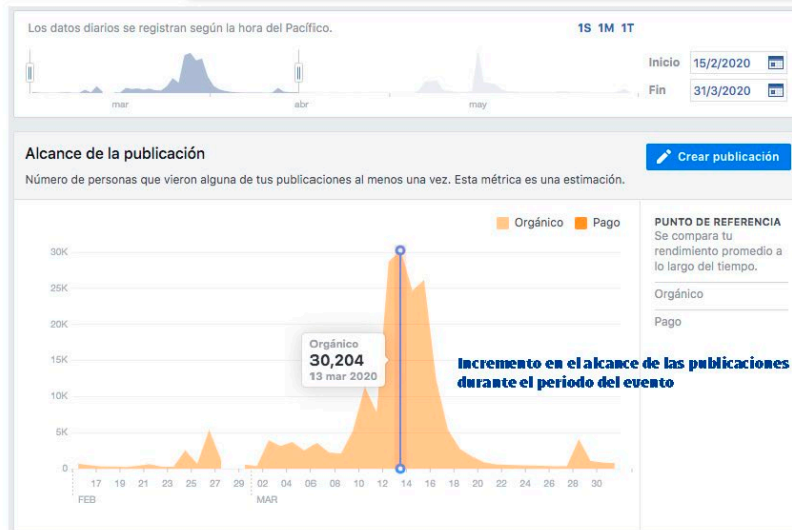 Los datos diarios se registran según la hora del Pacífico.
1S 1M 1T
Inicio 15/2/2020
Fin 31/3/2020
mar abr may
Alcance de la publicación
Crear publicación
Número de personas que vieron alguna de tus publicaciones al menos una vez. Esta métrica es una estimación.
Orgánico Pago
PUNTO DE REFERENCIA
Se compara tu
rendimiento promedio a
lo largo del tiempo.
Orgánico
Pago
30K
25K
20K
15K
10K
5K
0
Orgánico
30,204
13 mar 2020
Incremento en el alcance de las publicaciones
durante el periodo del evento
17 19 21 23 25 27 29 02 04 06 08 10 12 14 16 18 20 22 24 26 28 30
FEB MAR